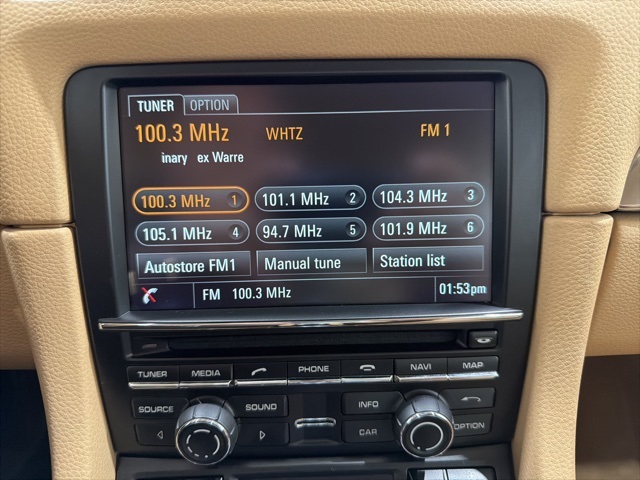 TUNER OPTION
100.3 MHz WHTZ FM 1
inary ex Warre
100.3 MHz 1 101.1 MHz 2 104.3 MHz 3
105.1 MHz 4 94.7 MHz 5 101.9 MHz 6
Autostore FM1 Manual tune Station list
FM 100.3 MHz 01:53pm
TUNER MEDIA PHONE NAVI MAP
SOURCE SOUND INFO
CAR OPTION